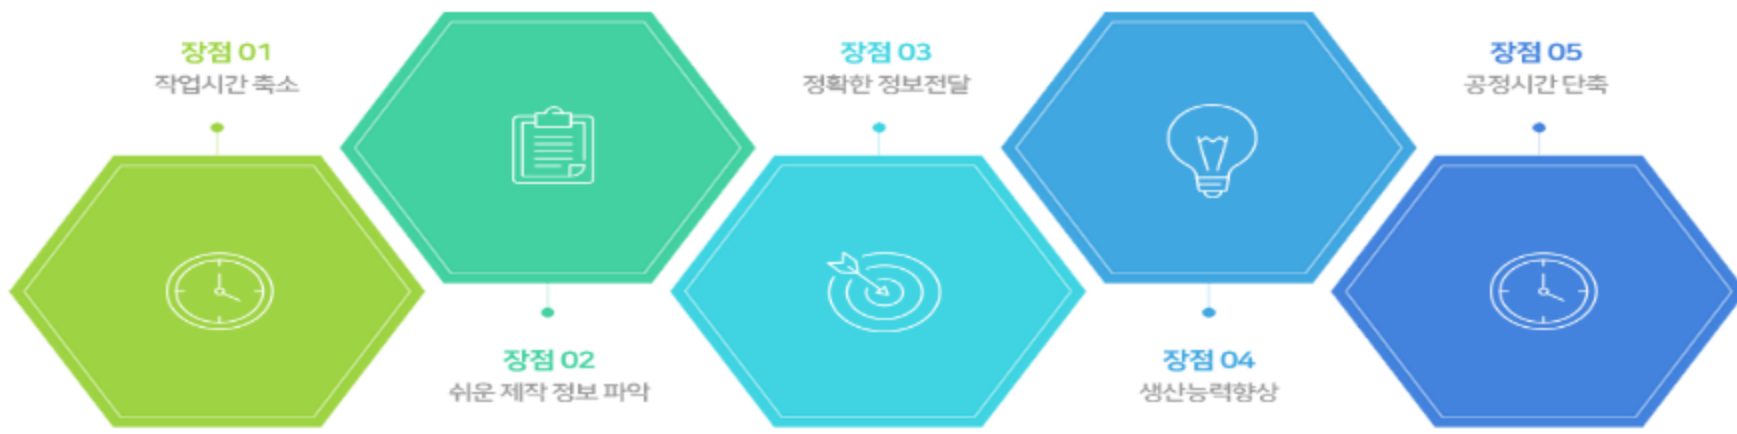 장점 01
작업시간 축소
장점 02
쉬운 제작 정보 파악
장점 03
정확한 정보전달
장점 04
생산능력향상
장점 05
공정시간 단축